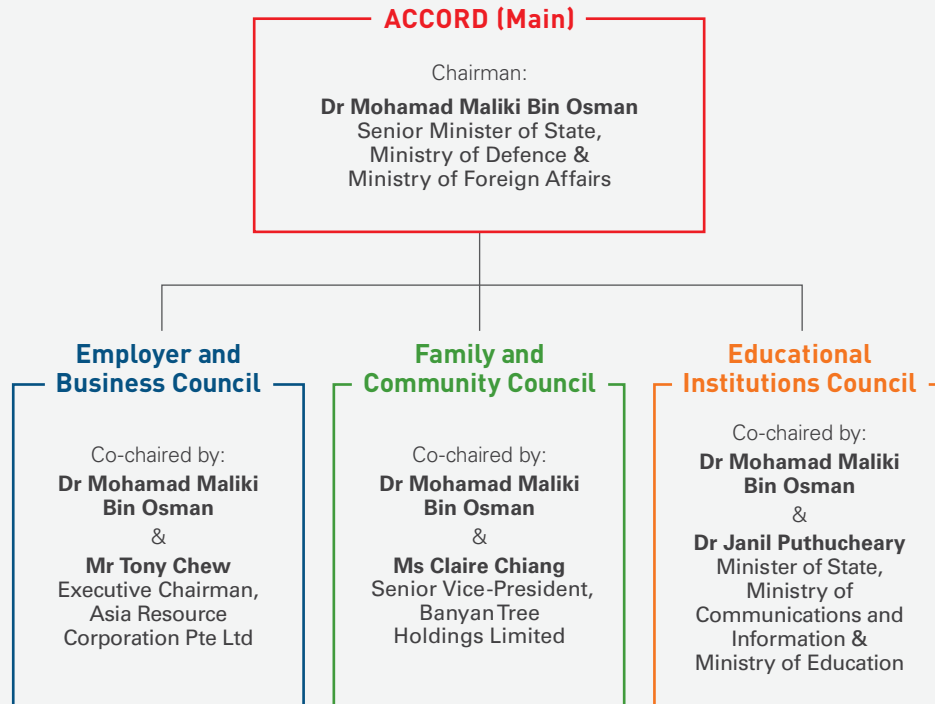 ACCORD (Main)
Chairman:
Dr Mohamad Maliki Bin Osman
Senior Minister of State,
Ministry of Defence &
Ministry of Foreign Affairs
Employer and
Business Council
Co-chaired by:
Dr Mohamad Maliki
Bin Osman
&
Mr Tony Chew
Executive Chairman,
Asia Resource
Corporation Pte Ltd
Family and
Community Council
Co-chaired by:
Dr Mohamad Maliki
Bin Osman
&
Ms Claire Chiang
Senior Vice-President,
Banyan Tree
Holdings Limited
Educational
Institutions Council
Co-chaired by:
Dr Mohamad Maliki
Bin Osman
&
Dr Janil Puthucheary
Minister of State,
Ministry of
Communications and
Information &
Ministry of Education